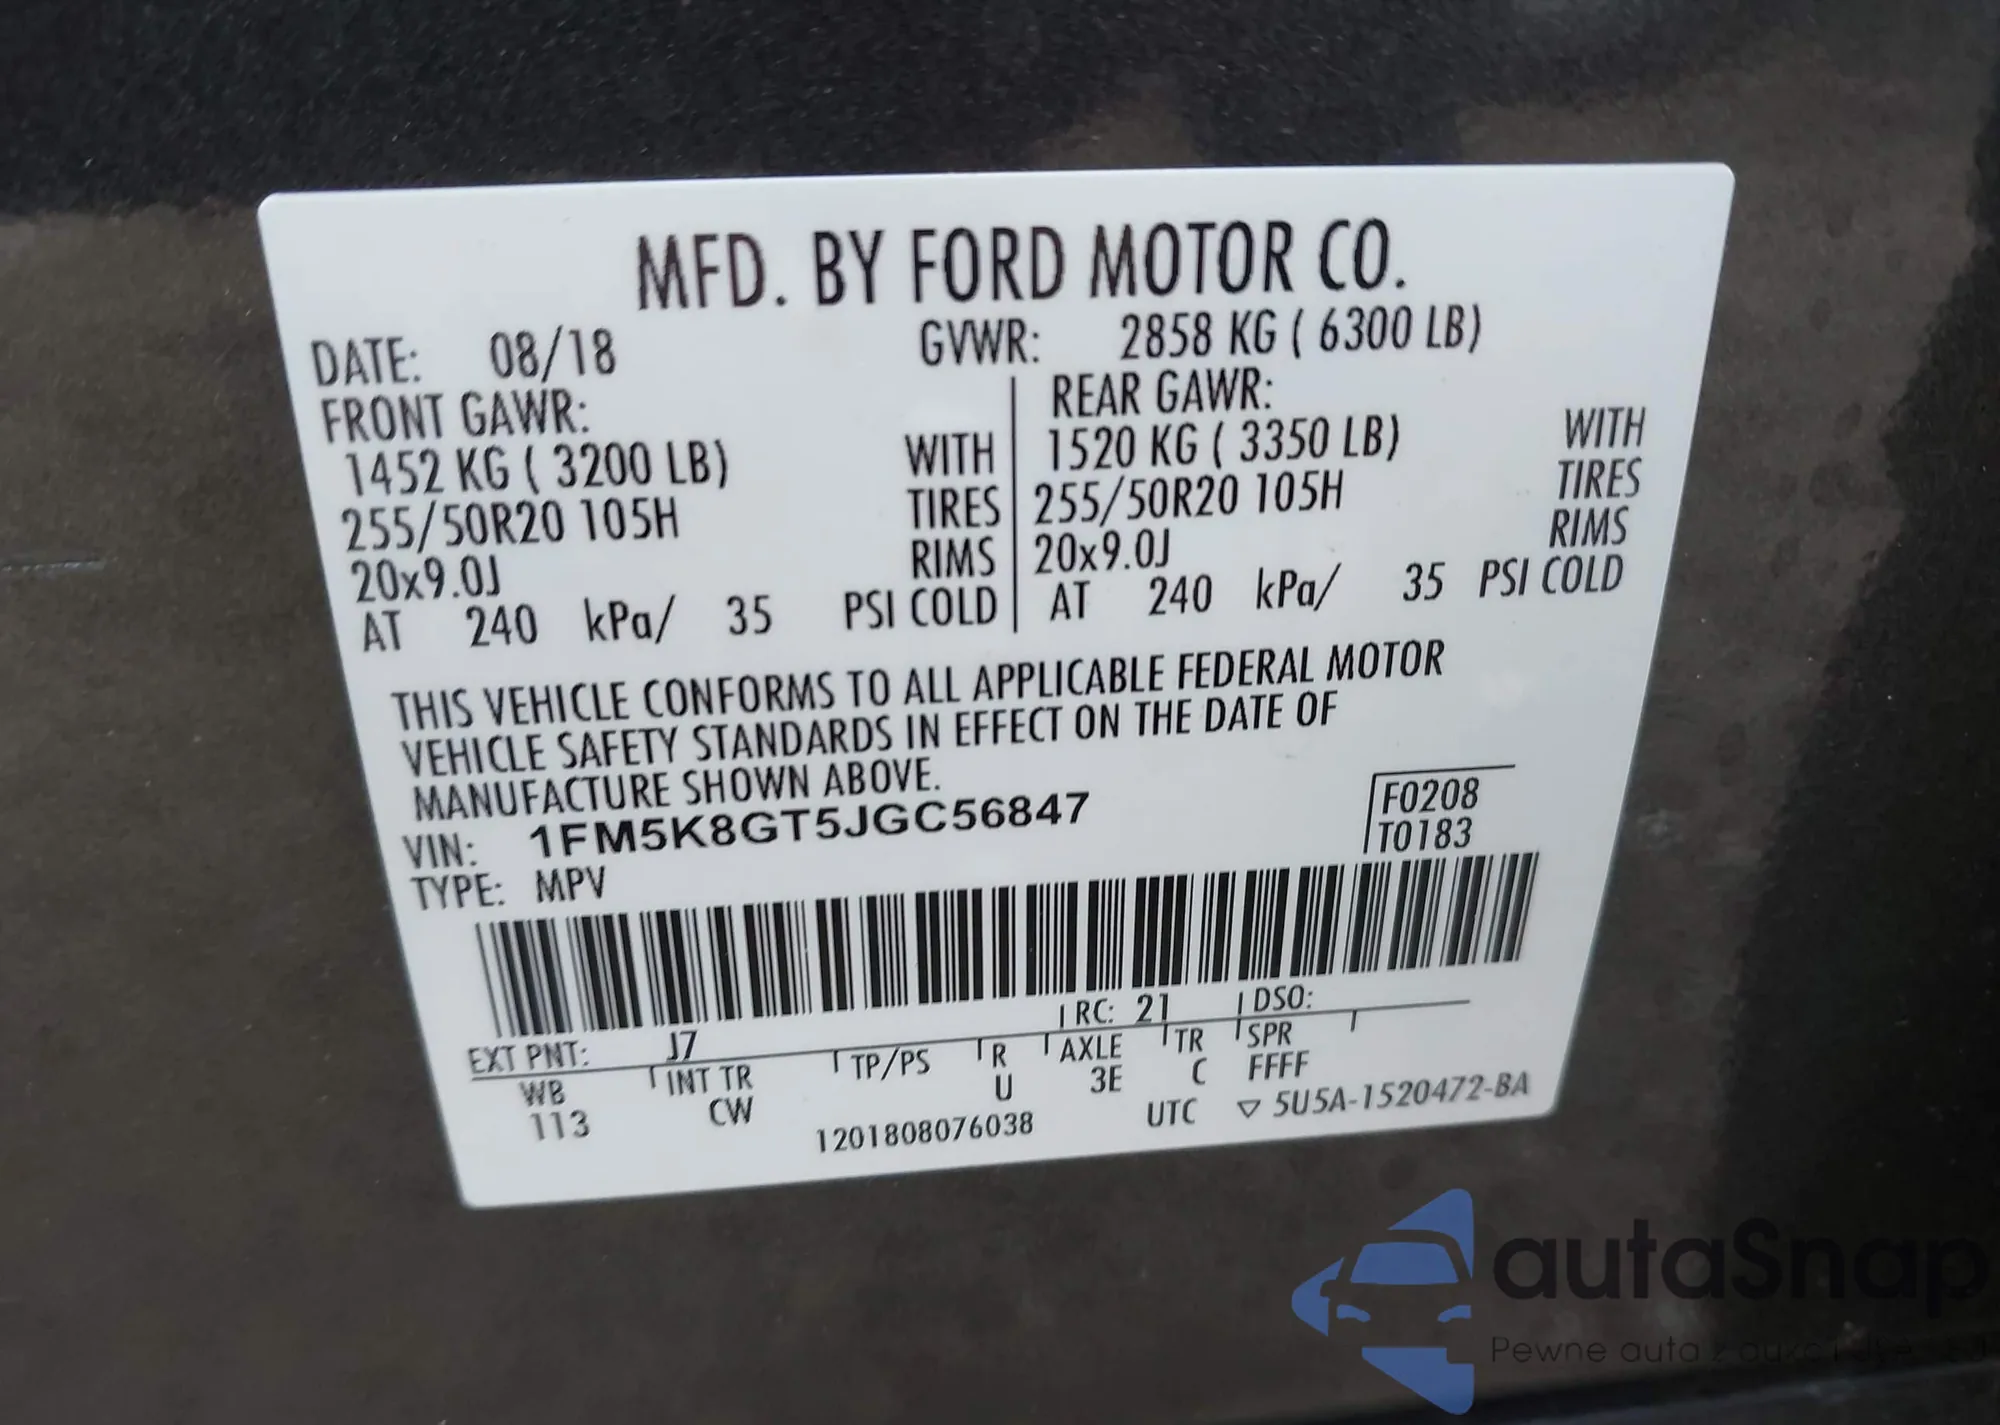 MFD. BY FORD MOTOR CO.
DATE: 08/18 GVWR: 2858 KG ( 6300 LB)
FRONT GAWR: REAR GAWR:
1452 KG ( 3200 LB) WITH 1520 KG ( 3350 LB) WITH
255/50R20 105H TIRES 255/50R20 105H TIRES
20x9.0J RIMS 20x9.0J RIMS
AT 240 kPa/ 35 PSI COLD AT 240 kPa/ 35 PSI COLD
THIS VEHICLE CONFORMS TO ALL APPLICABLE FEDERAL MOTOR
VEHICLE SAFETY STANDARDS IN EFFECT ON THE DATE OF
MANUFACTURE SHOWN ABOVE.
VIN: 1FM5K8GT5JGC56847 F0208
TYPE: MPV T0183
EXT PNT: J7 RC: 21 DSO:
WB INT TR TP/PS R AXLE TR SPR
113 CW U 3E C FFFF
1201808076038 UTC ▽ 5U5A-1520472-BA
autaSnap
Pewne auta z